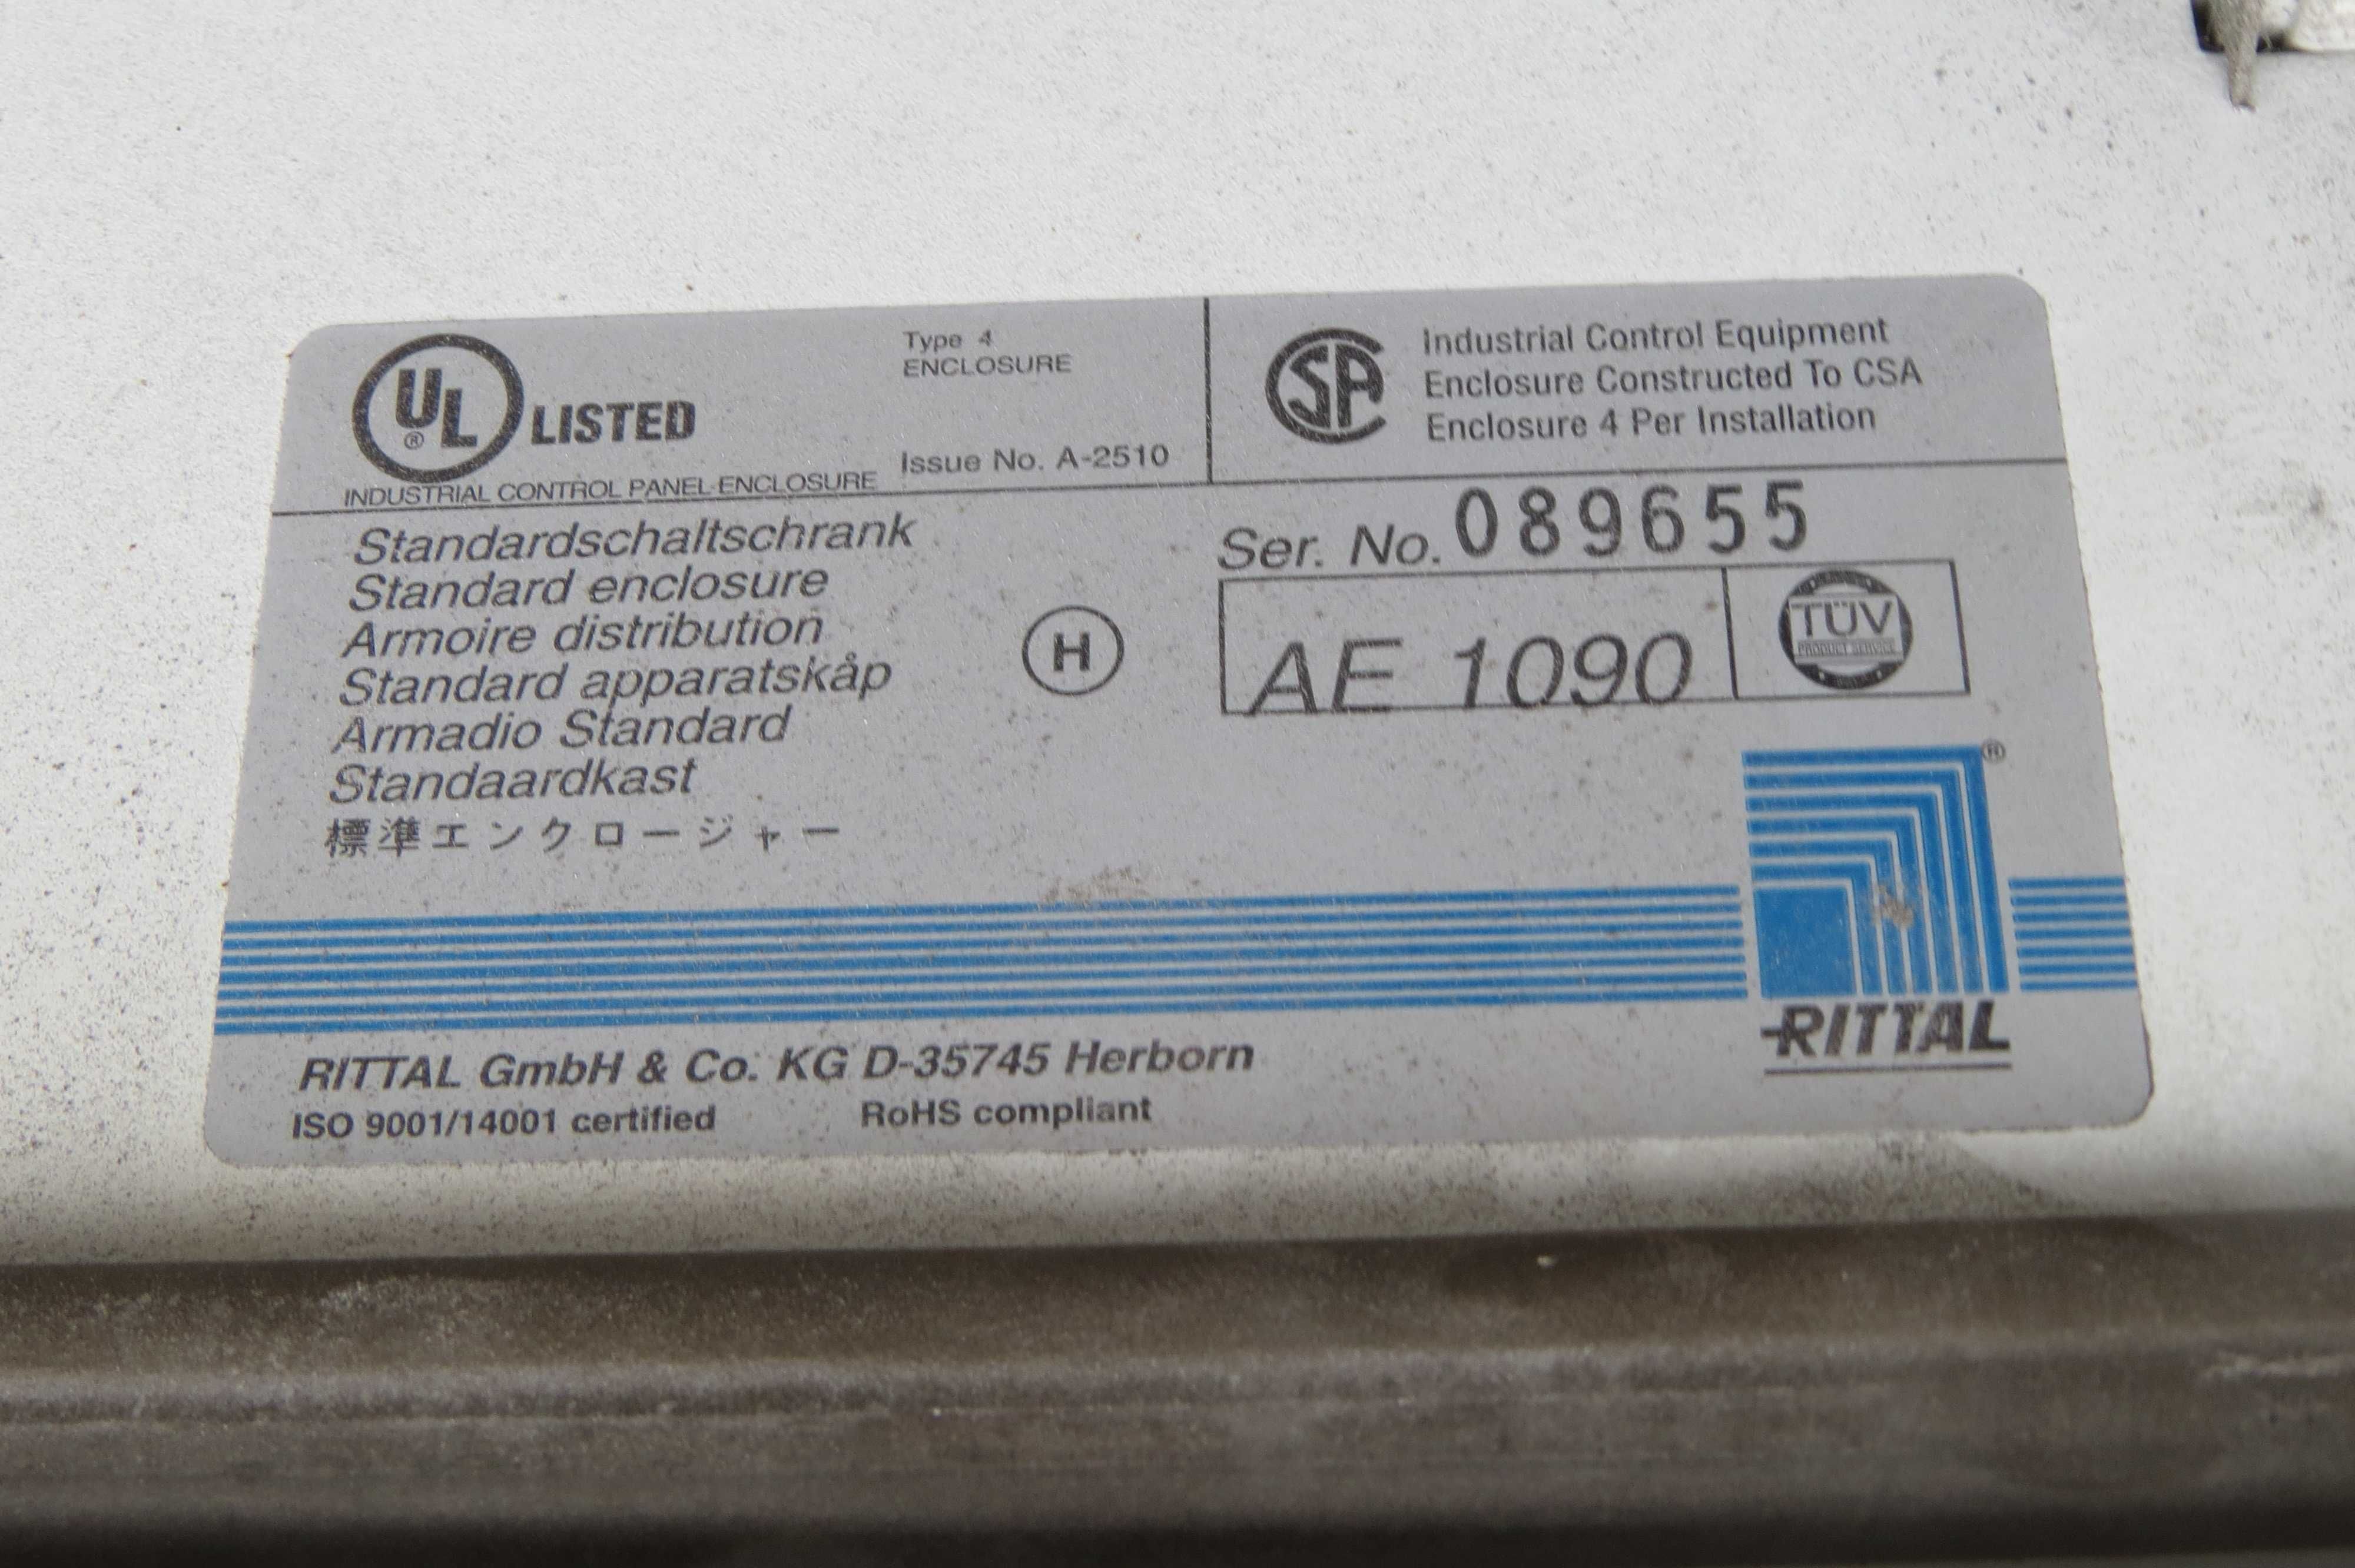 UL® LISTED
INDUSTRIAL CONTROL PANEL ENCLOSURE
Type 4
ENCLOSURE
Issue No. A-2510
SA
Industrial Control Equipment
Enclosure Constructed To CSA
Enclosure 4 Per Installation
Standardschaltschrank
Standard enclosure
Armoire distribution
Standard apparatskåp
Armadio Standard
Standaardkast
標準エンクロージャー
H
Ser. No. 089655
AE 1090
TÜV
PRODUCT SERVICE
®
RITTAL
RITTAL GmbH & Co. KG D-35745 Herborn
ISO 9001/14001 certified RoHS compliant